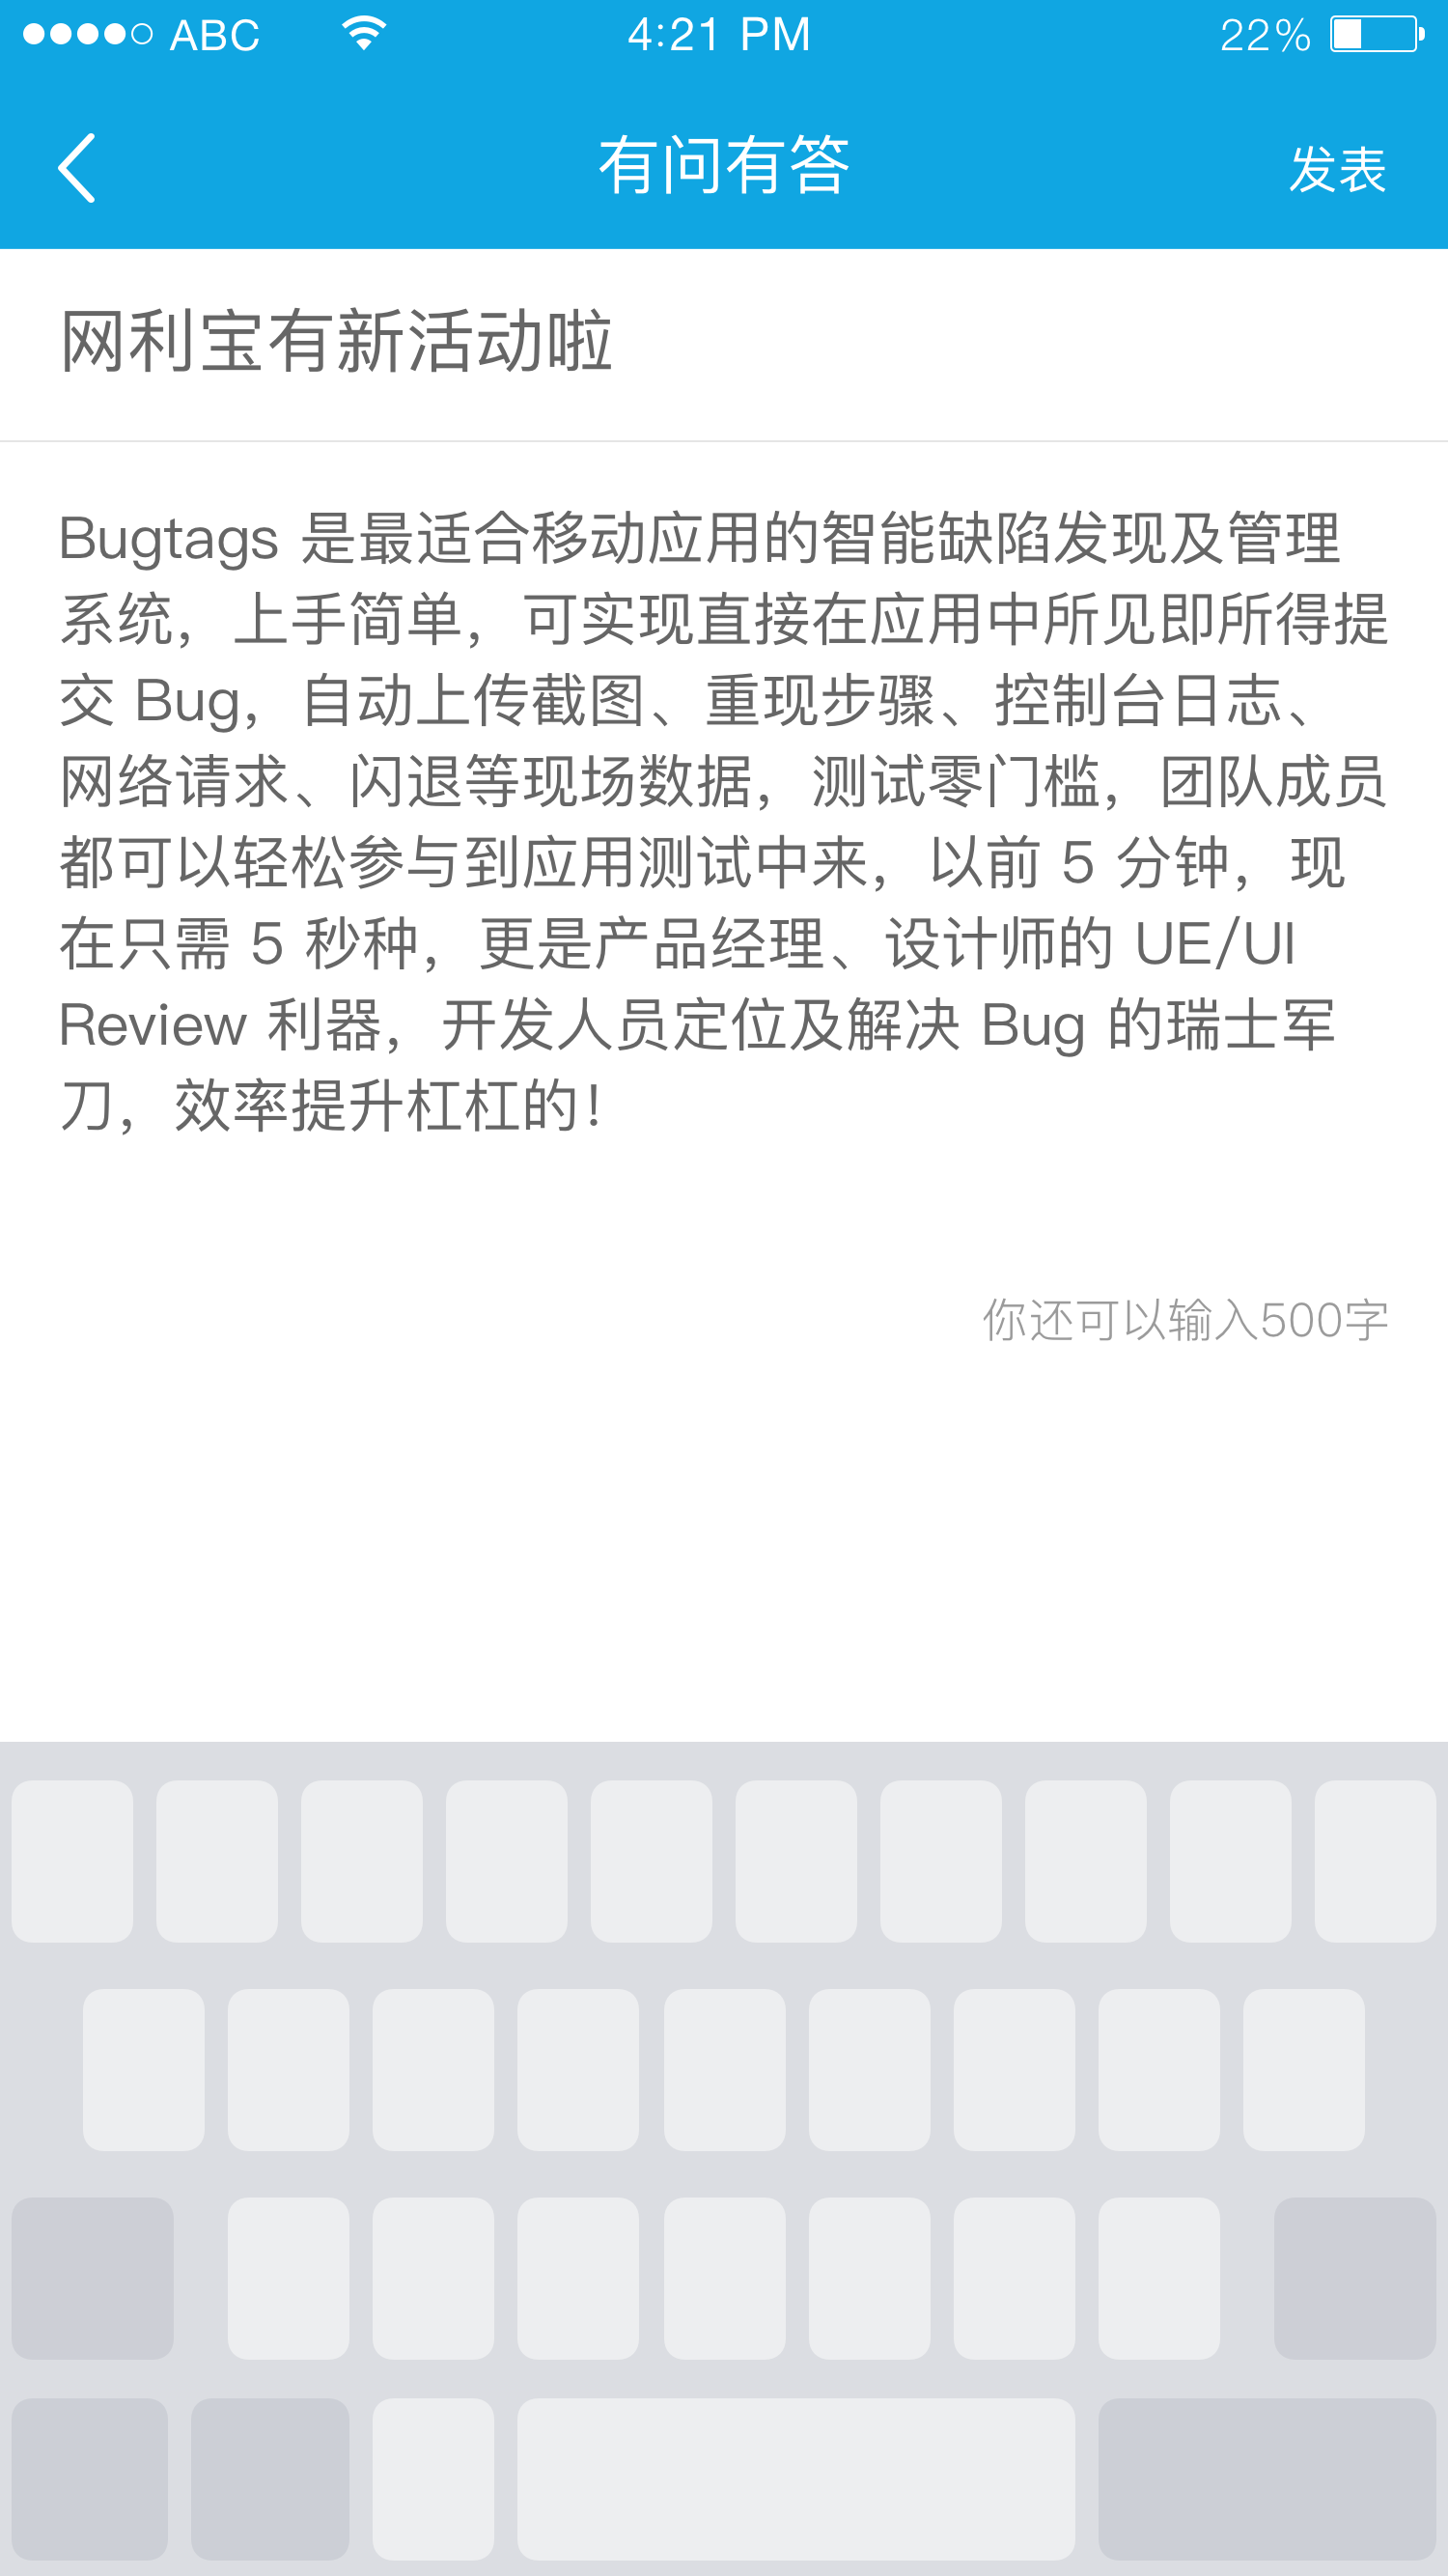 ABC 4:21 PM 22%
有问有答 发表
网利宝有新活动啦
Bugtags 是最适合移动应用的智能缺陷发现及管理
系统，上手简单，可实现直接在应用中所见即所得提
交 Bug，自动上传截图、重现步骤、控制台日志、
网络请求、闪退等现场数据，测试零门槛，团队成员
都可以轻松参与到应用测试中来，以前 5 分钟，现
在只需 5 秒种，更是产品经理、设计师的 UE/UI
Review 利器，开发人员定位及解决 Bug 的瑞士军
刀，效率提升杠杠的！
你还可以输入500字